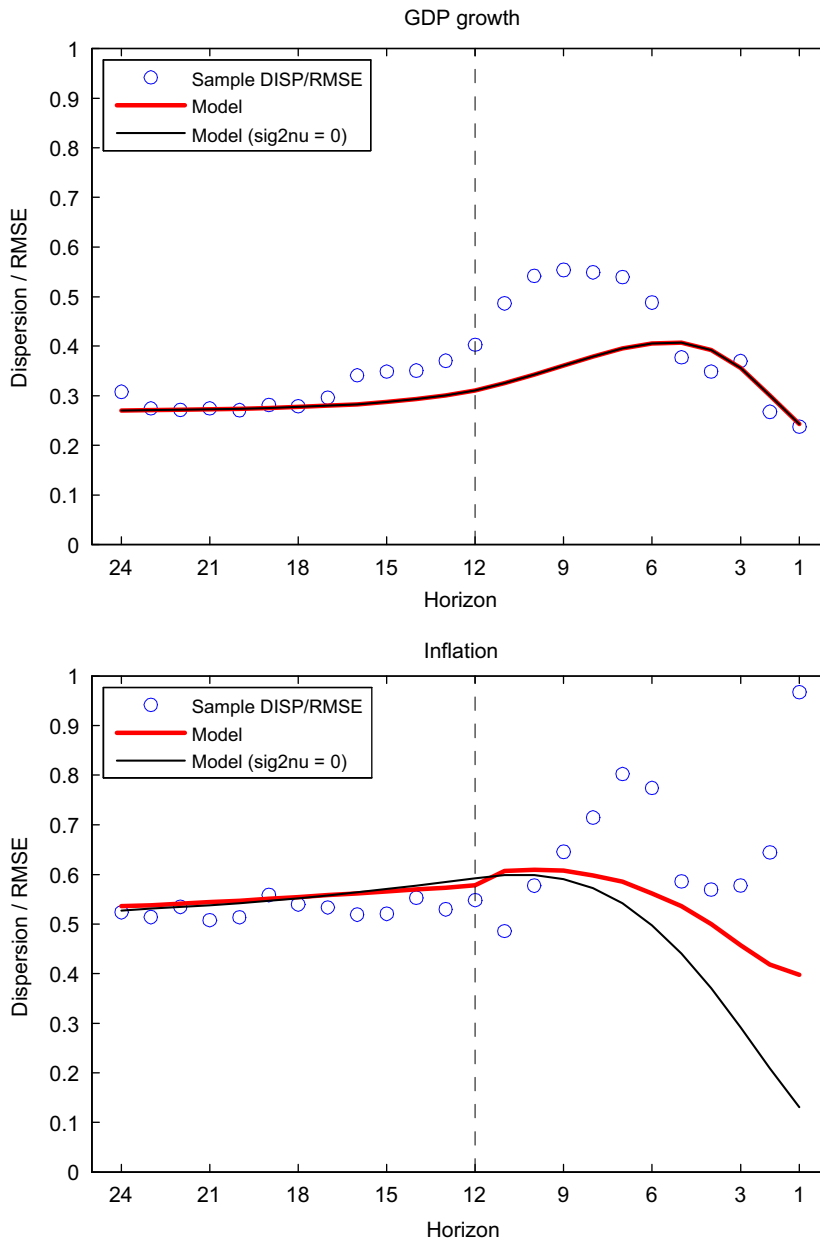 GDP growth
1
0.9
0.8
0.7
0.6
0.5
0.4
0.3
0.2
0.1
0
Dispersion / RMSE
Sample DISP/RMSE
Model
Model (sig2nu = 0)
24 21 18 15 12 9 6 3 1
Horizon
Inflation
1
0.9
0.8
0.7
0.6
0.5
0.4
0.3
0.2
0.1
0
Dispersion / RMSE
Sample DISP/RMSE
Model
Model (sig2nu = 0)
24 21 18 15 12 9 6 3 1
Horizon